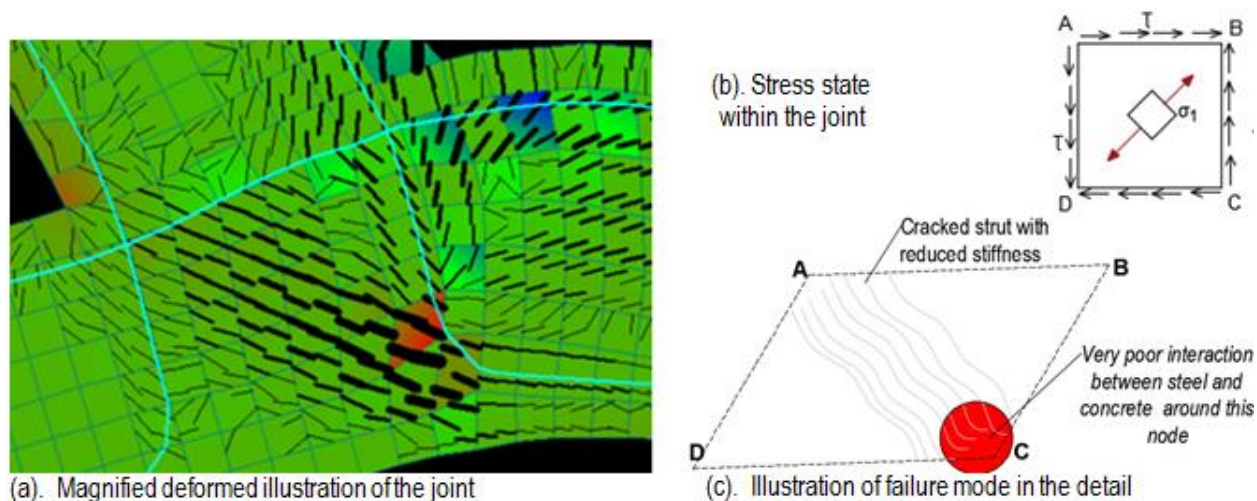 A
τ
B
(b). Stress state
within the joint
τ
σ1
D
C
Cracked strut with
reduced stiffness
A
B
Very poor interaction
between steel and
concrete around this
node
D
C
(a). Magnified deformed illustration of the joint
(c). Illustration of failure mode in the detail